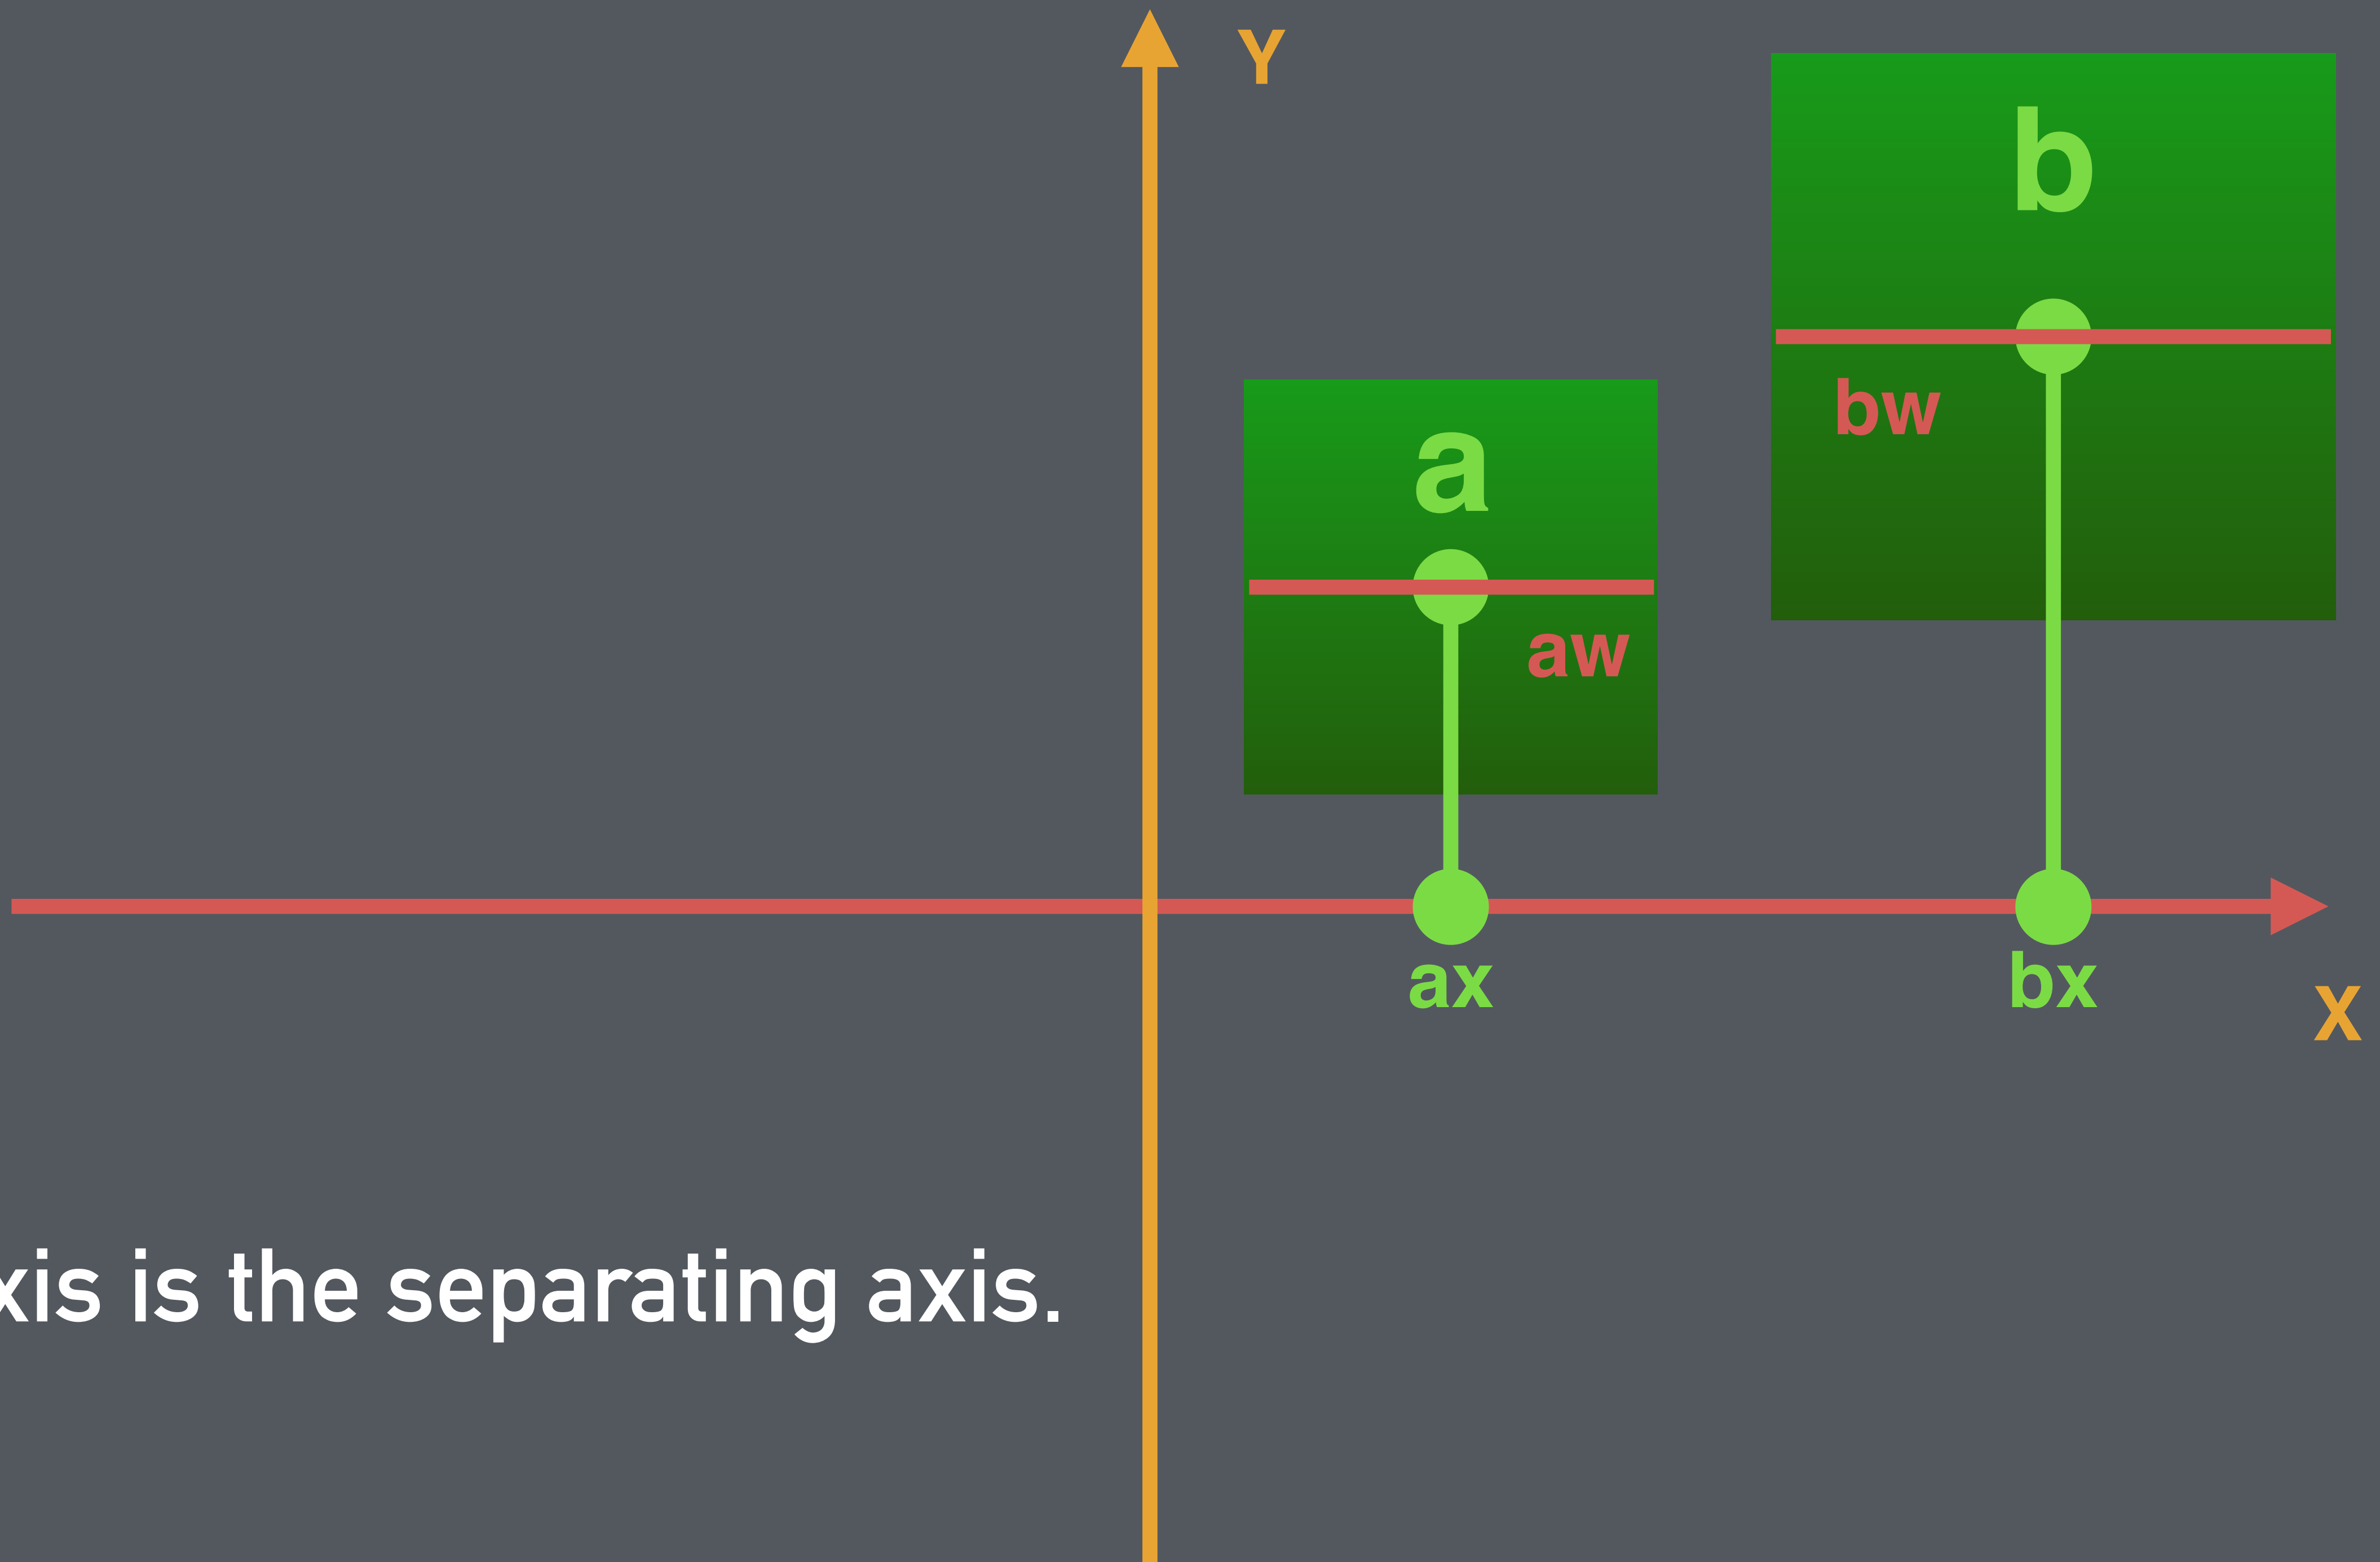 Y
b
bw
a
aw
ax
bx
X
xis is the separating axis.